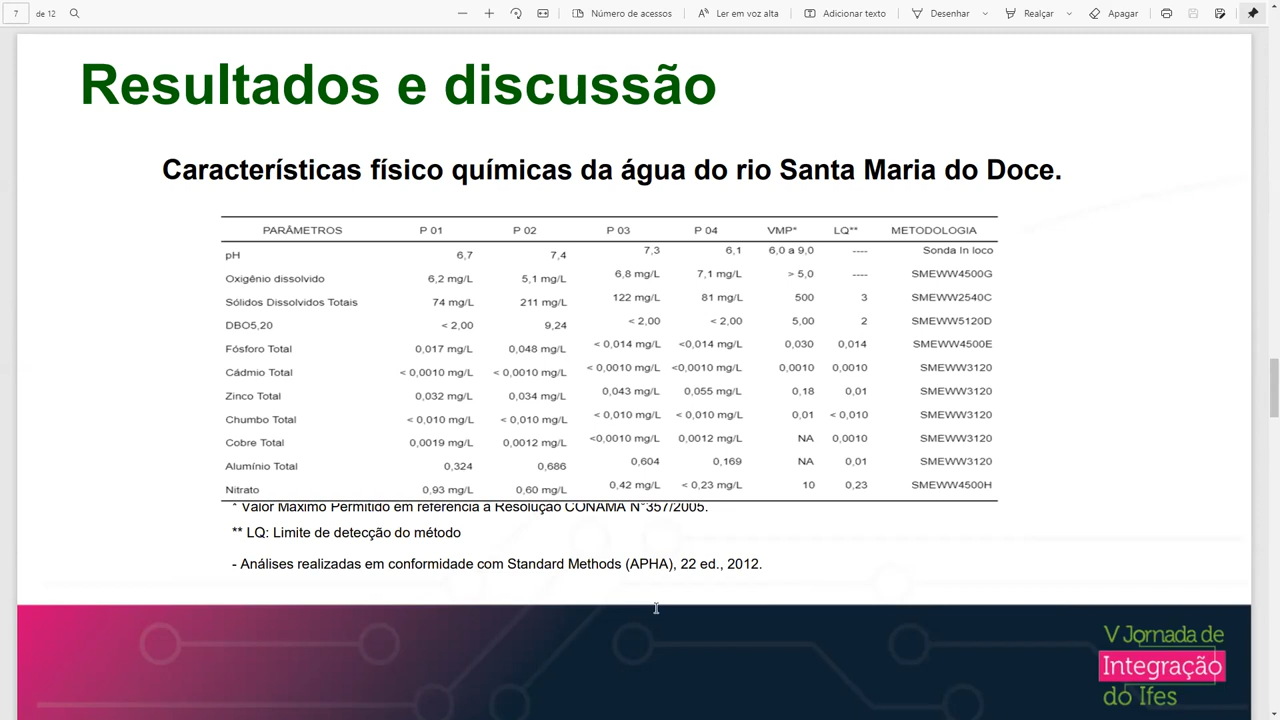 7 de 12 Número de acessos Ler em voz alta Adicionar texto Desenhar Realçar Apagar
Resultados e discussão
Características físico químicas da água do rio Santa Maria do Doce.
PARÂMETROS P 01 P 02 P 03 P 04 VMP* LQ** METODOLOGIA
pH 6,7 7,4 7,3 6,1 6,0 a 9,0 ---- Sonda In loco
Oxigênio dissolvido 6,2 mg/L 5,1 mg/L 6,8 mg/L 7,1 mg/L > 5,0 ---- SMEWW4500G
Sólidos Dissolvidos Totais 74 mg/L 211 mg/L 122 mg/L 81 mg/L 500 3 SMEWW2540C
DBO5,20 < 2,00 9,24 < 2,00 < 2,00 5,00 2 SMEWW5120D
Fósforo Total 0,017 mg/L 0,048 mg/L < 0,014 mg/L <0,014 mg/L 0,030 0,014 SMEWW4500E
Cádmio Total < 0,0010 mg/L < 0,0010 mg/L < 0,0010 mg/L <0,0010 mg/L 0,0010 0,0010 SMEWW3120
Zinco Total 0,032 mg/L 0,034 mg/L 0,043 mg/L 0,055 mg/L 0,18 0,01 SMEWW3120
Chumbo Total < 0,010 mg/L < 0,010 mg/L < 0,010 mg/L < 0,010 mg/L 0,01 < 0,010 SMEWW3120
Cobre Total 0,0019 mg/L 0,0012 mg/L <0,0010 mg/L 0,0012 mg/L NA 0,0010 SMEWW3120
Alumínio Total 0,324 0,686 0,604 0,169 NA 0,01 SMEWW3120
Nitrato 0,93 mg/L 0,60 mg/L 0,42 mg/L < 0,23 mg/L 10 0,23 SMEWW4500H
* Valor Máximo Permitido em referência a Resolução CONAMA N°357/2005.
** LQ: Limite de detecção do método
- Análises realizadas em conformidade com Standard Methods (APHA), 22 ed., 2012.
V Jornada de
Integração
do Ifes